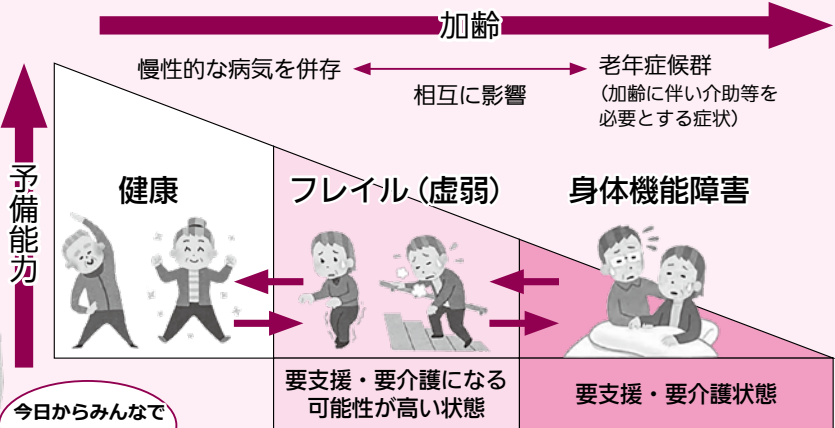 加齢
慢性的な病気を併存
相互に影響
老年症候群
（加齢に伴い介助等を
必要とする症状）
予備能力
健康
フレイル（虚弱）
身体機能障害
要支援・要介護になる
可能性が高い状態
要支援・要介護状態
今日からみんなで